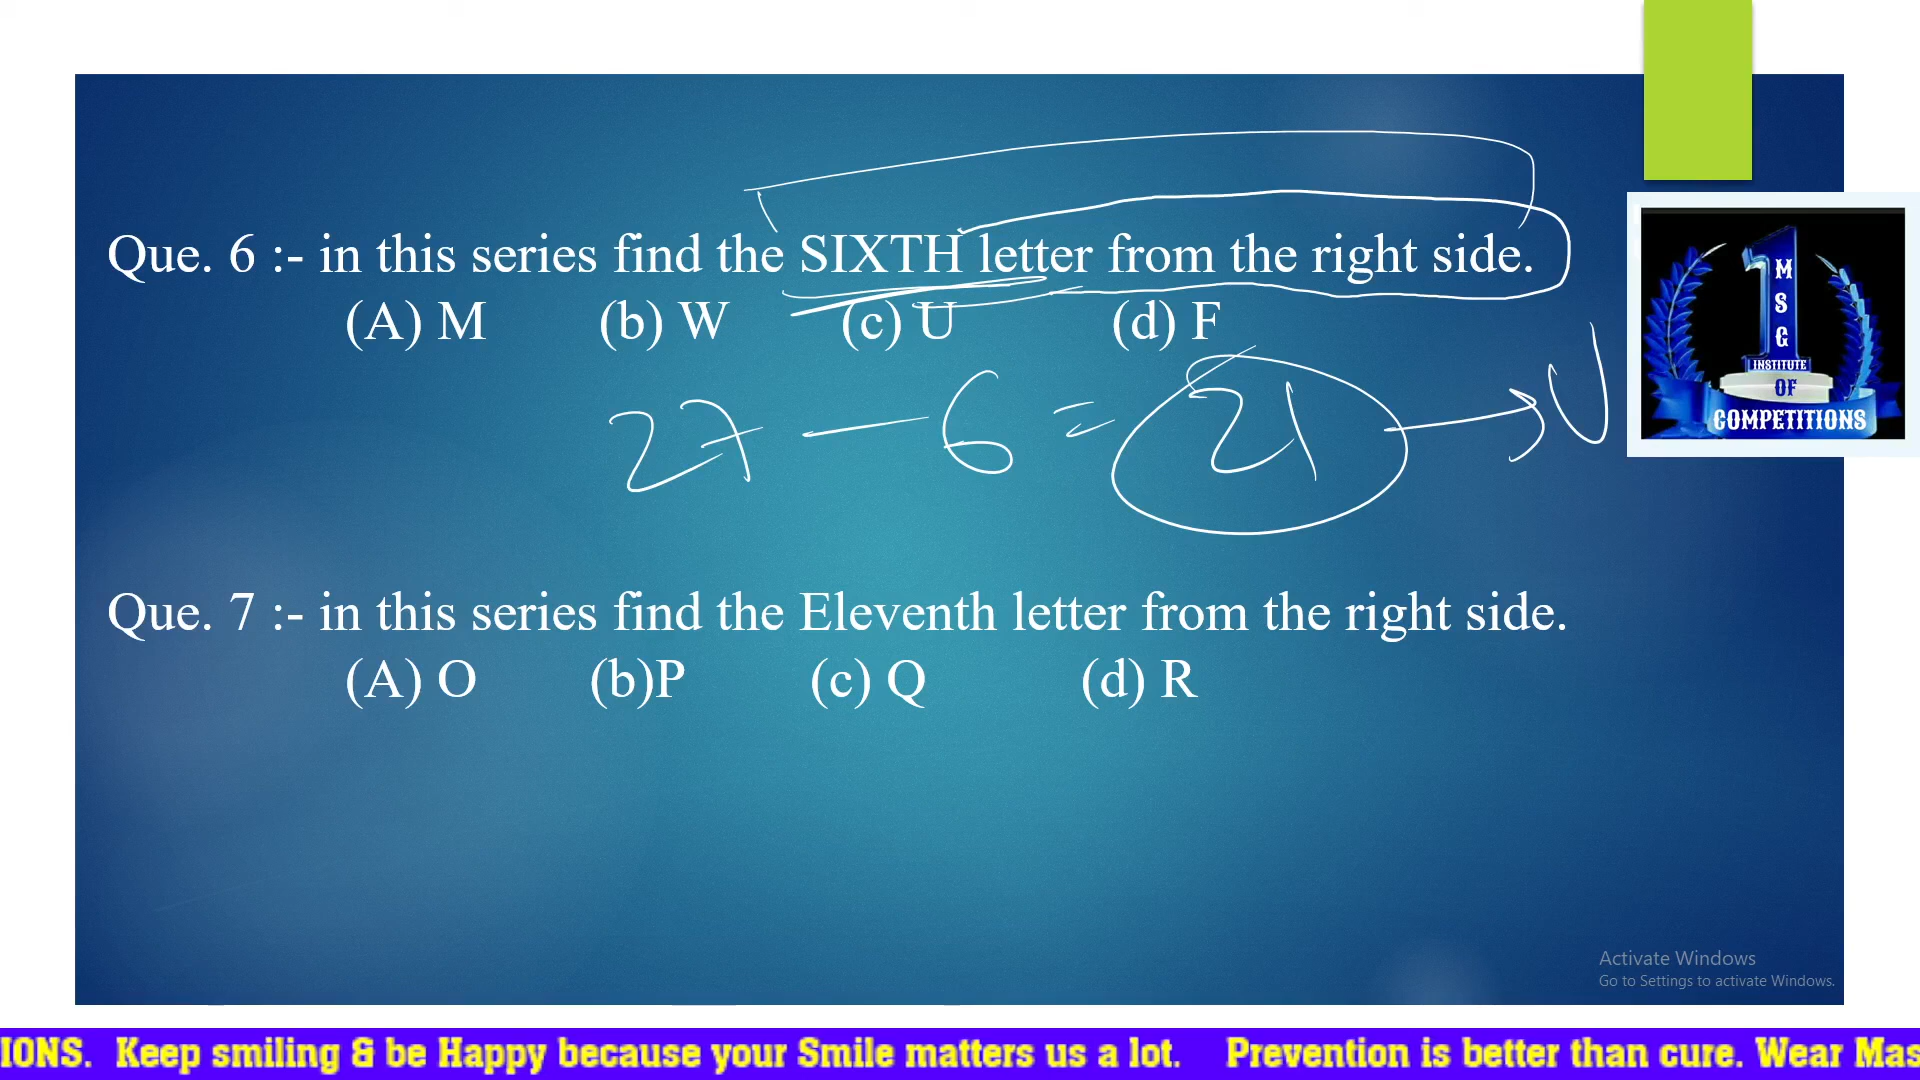 Que. 6 :- in this series find the SIXTH letter from the right side.
(A) M (b) W (c) U (d) F
27 - 6 = 21 → U
M
S
G
INSTITUTE
OF
COMPETITIONS
Que. 7 :- in this series find the Eleventh letter from the right side.
(A) O (b)P (c) Q (d) R
Activate Windows
Go to Settings to activate Windows.
IONS. Keep smiling & be Happy because your Smile matters us a lot. Prevention is better than cure. Wear Mas